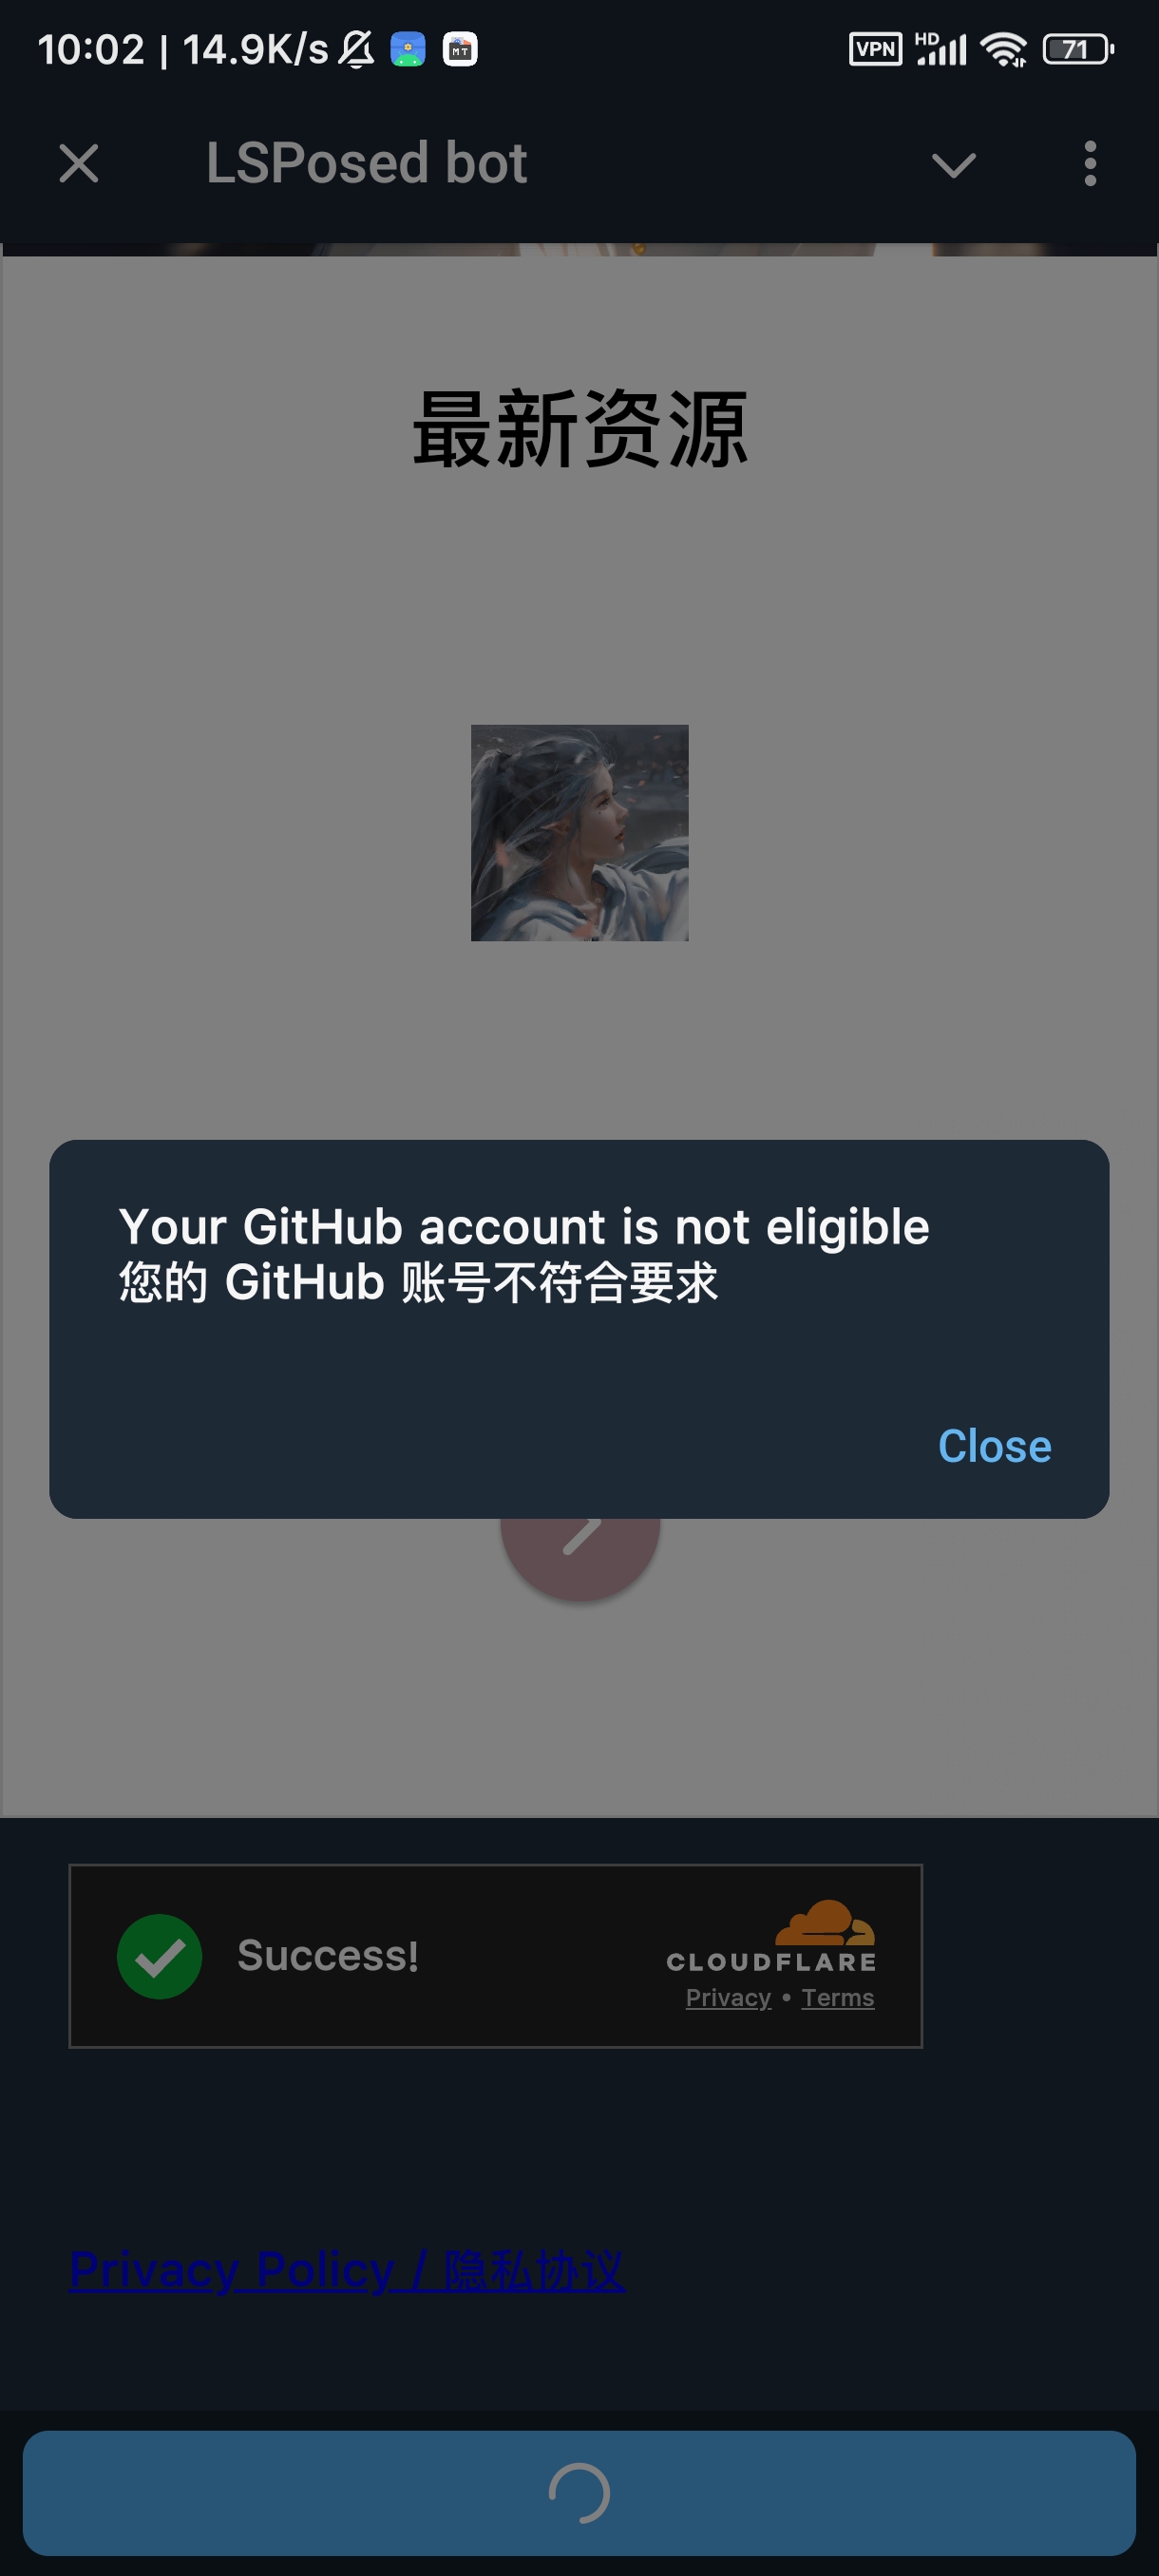 10:02 | 14.9K/s MT VPN HD 71
LSPosed bot
最新资源
Your GitHub account is not eligible
您的 GitHub 账号不符合要求
Close
Success!
CLOUDFLARE
Privacy • Terms
Privacy Policy / 隐私协议